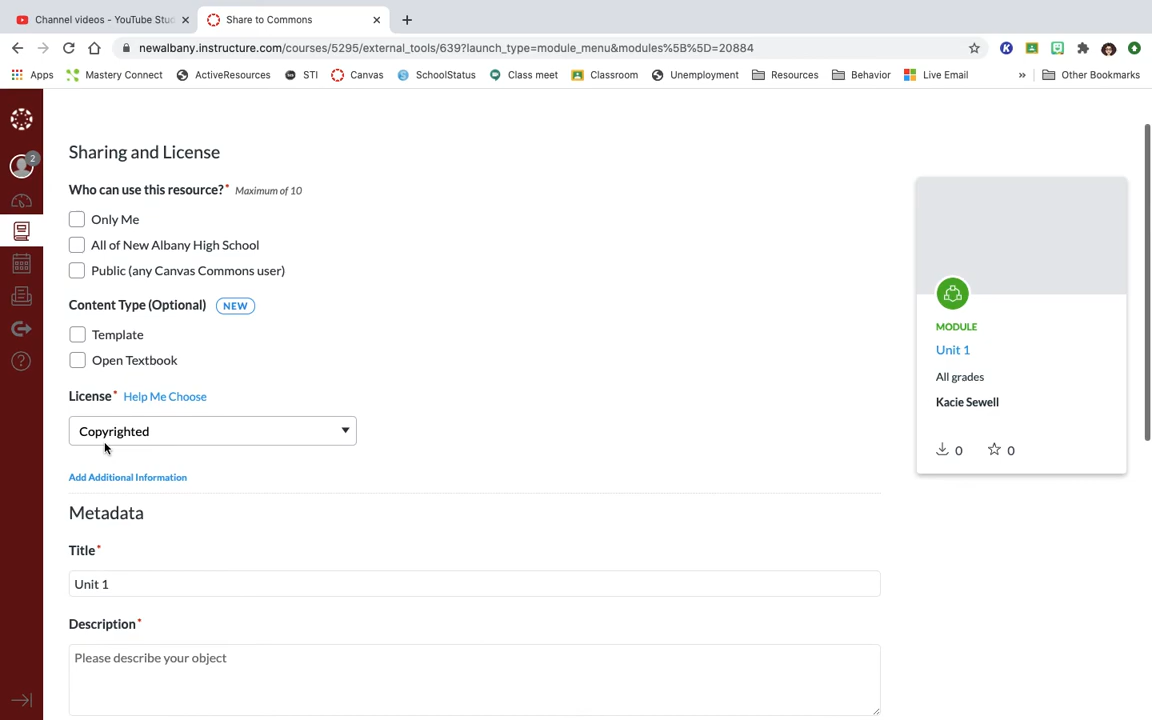 Channel videos - YouTube Stu
Share to Commons
newalbany.instructure.com/courses/5295/external_tools/639?launch_type=module_menu&modules%5B%5D=20884
Apps
Mastery Connect
ActiveResources
STI
Canvas
SchoolStatus
Class meet
Classroom
Unemployment
Resources
Behavior
Live Email
»
Other Bookmarks
2
Sharing and License
Who can use this resource?* Maximum of 10
Only Me
All of New Albany High School
Public (any Canvas Commons user)
Content Type (Optional) NEW
Template
Open Textbook
License* Help Me Choose
Copyrighted
Add Additional Information
Metadata
Title*
Unit 1
Description*
Please describe your object
MODULE
Unit 1
All grades
Kacie Sewell
0 0